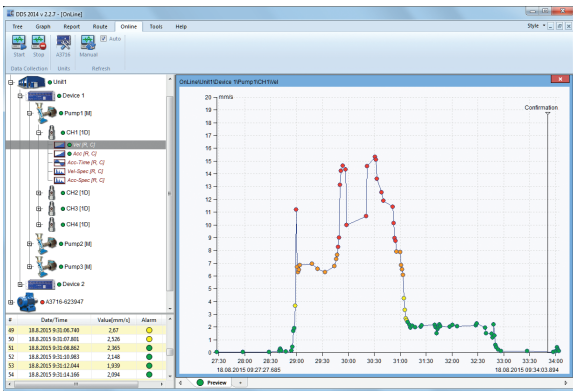 DDS 2014 v 2.2.7 - [OnLine]
Tree Graph Report Route Online Tools Help Style
Start Stop A3716 Manual Auto
Data Collection Units Refresh
Unit1
Device 1
Pump1 [M]
CH1 [1D]
Vel [R, C]
Acc [R, C]
Acc-Time [R, C]
Vel-Spec [R, C]
Acc-Spec [R, C]
CH2 [1D]
CH3 [1D]
CH4 [1D]
Pump2 [M]
Pump3 [M]
Device 2
A3716-623947
# Date/Time Value[mm/s] Alarm
49 18.8.2015 9:31:06.740 2,67
50 18.8.2015 9:31:07.801 2,526
51 18.8.2015 9:31:08.862 2,365
52 18.8.2015 9:31:10.983 2,148
53 18.8.2015 9:31:12.044 1,939
54 18.8.2015 9:31:14.166 2,094
OnLine\Unit1\Device 1\Pump1\CH1\Vel
20 mm/s
Confirmation
19
18
17
16
15
14
13
12
11
10
9
8
7
6
5
4
3
2
1
0
27:30 28:00 28:30 29:00 29:30 30:00 30:30 31:00 31:30 32:00 32:30 33:00 33:30 34:00
18.08.2015 09:27:27.685 18.08.2015 09:34:03.894
Preview +